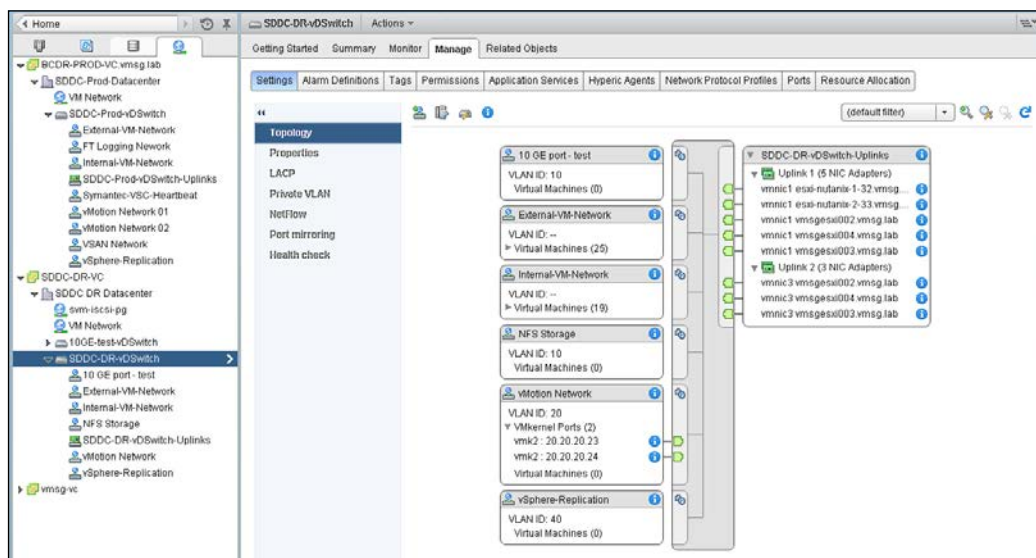 Home
BCDR-PROD-VC.vmsg.lab
SDDC-Prod-Datacenter
VM Network
SDDC-Prod-vDSwitch
External-VM-Network
FT Logging Nework
Internal-VM-Network
SDDC-Prod-vDSwitch-Uplinks
Symantec-VSC-Heartbeat
vMotion Network 01
vMotion Network 02
VSAN Network
vSphere-Replication
SDDC-DR-VC
SDDC DR Datacenter
svm-iscsi-pg
VM Network
10GE-test-vDSwitch
SDDC-DR-vDSwitch
10 GE port - test
External-VM-Network
Internal-VM-Network
NFS Storage
SDDC-DR-vDSwitch-Uplinks
vMotion Network
vSphere-Replication
vmsg-vc
SDDC-DR-vDSwitch Actions
Getting Started Summary Monitor Manage Related Objects
Settings Alarm Definitions Tags Permissions Application Services Hyperic Agents Network Protocol Profiles Ports Resource Allocation
Topology
Properties
LACP
Private VLAN
NetFlow
Port mirroring
Health check
(default filter)
10 GE port - test
VLAN ID: 10
Virtual Machines (0)
External-VM-Network
VLAN ID: --
Virtual Machines (25)
Internal-VM-Network
VLAN ID: --
Virtual Machines (19)
NFS Storage
VLAN ID: 10
Virtual Machines (0)
vMotion Network
VLAN ID: 20
VMkernel Ports (2)
vmk2 : 20.20.20.23
vmk2 : 20.20.20.24
Virtual Machines (0)
vSphere-Replication
VLAN ID: 40
Virtual Machines (0)
SDDC-DR-vDSwitch-Uplinks
Uplink 1 (5 NIC Adapters)
vmnic1 esxi-nutanix-1-32.vmsg...
vmnic1 esxi-nutanix-2-33.vmsg...
vmnic1 vmsgesxi002.vmsg.lab
vmnic1 vmsgesxi004.vmsg.lab
vmnic1 vmsgesxi003.vmsg.lab
Uplink 2 (3 NIC Adapters)
vmnic3 vmsgesxi002.vmsg.lab
vmnic3 vmsgesxi004.vmsg.lab
vmnic3 vmsgesxi003.vmsg.lab